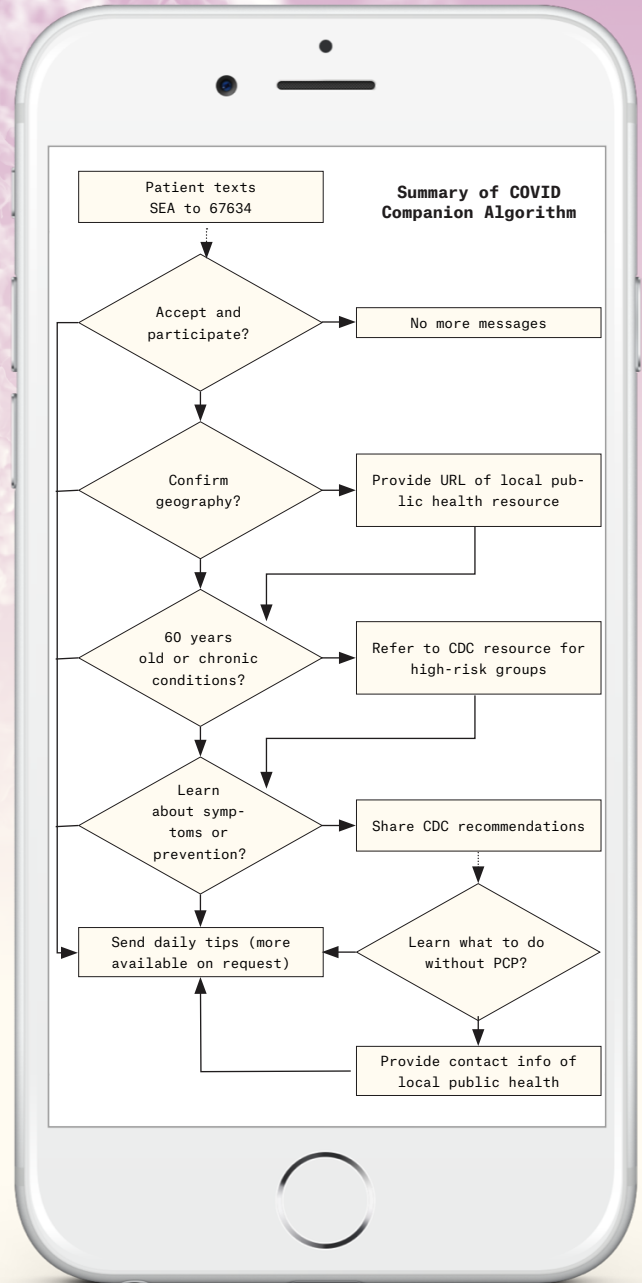 Patient texts
SEA to 67634
Summary of COVID
Companion Algorithm
Accept and
participate?
No more messages
Confirm
geography?
Provide URL of local pub-
lic health resource
60 years
old or chronic
conditions?
Refer to CDC resource for
high-risk groups
Learn
about symp-
toms or
prevention?
Share CDC recommendations
Send daily tips (more
available on request)
Learn what to do
without PCP?
Provide contact info of
local public health